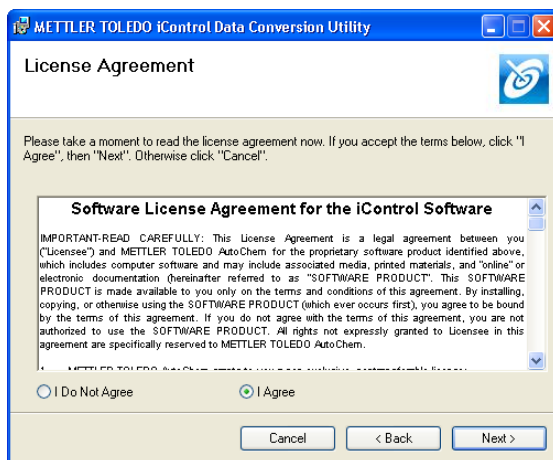 METTLER TOLEDO iControl Data Conversion Utility
License Agreement
Please take a moment to read the license agreement now. If you accept the terms below, click "I
Agree", then "Next". Otherwise click "Cancel".
Software License Agreement for the iControl Software
IMPORTANT-READ CAREFULLY: This License Agreement is a legal agreement between you
("Licensee") and METTLER TOLEDO AutoChem for the proprietary software product identified above,
which includes computer software and may include associated media, printed materials, and "online" or
electronic documentation (hereinafter referred to as "SOFTWARE PRODUCT". This SOFTWARE
PRODUCT is made available to you only on the terms and conditions of this agreement. By installing,
copying, or otherwise using the SOFTWARE PRODUCT (which ever occurs first), you agree to be bound
by the terms of this agreement. If you do not agree with the terms of this agreement, you are not
authorized to use the SOFTWARE PRODUCT. All rights not expressly granted to Licensee in this
agreement are specifically reserved to METTLER TOLEDO AutoChem.
I Do Not Agree
I Agree
Cancel
< Back
Next >